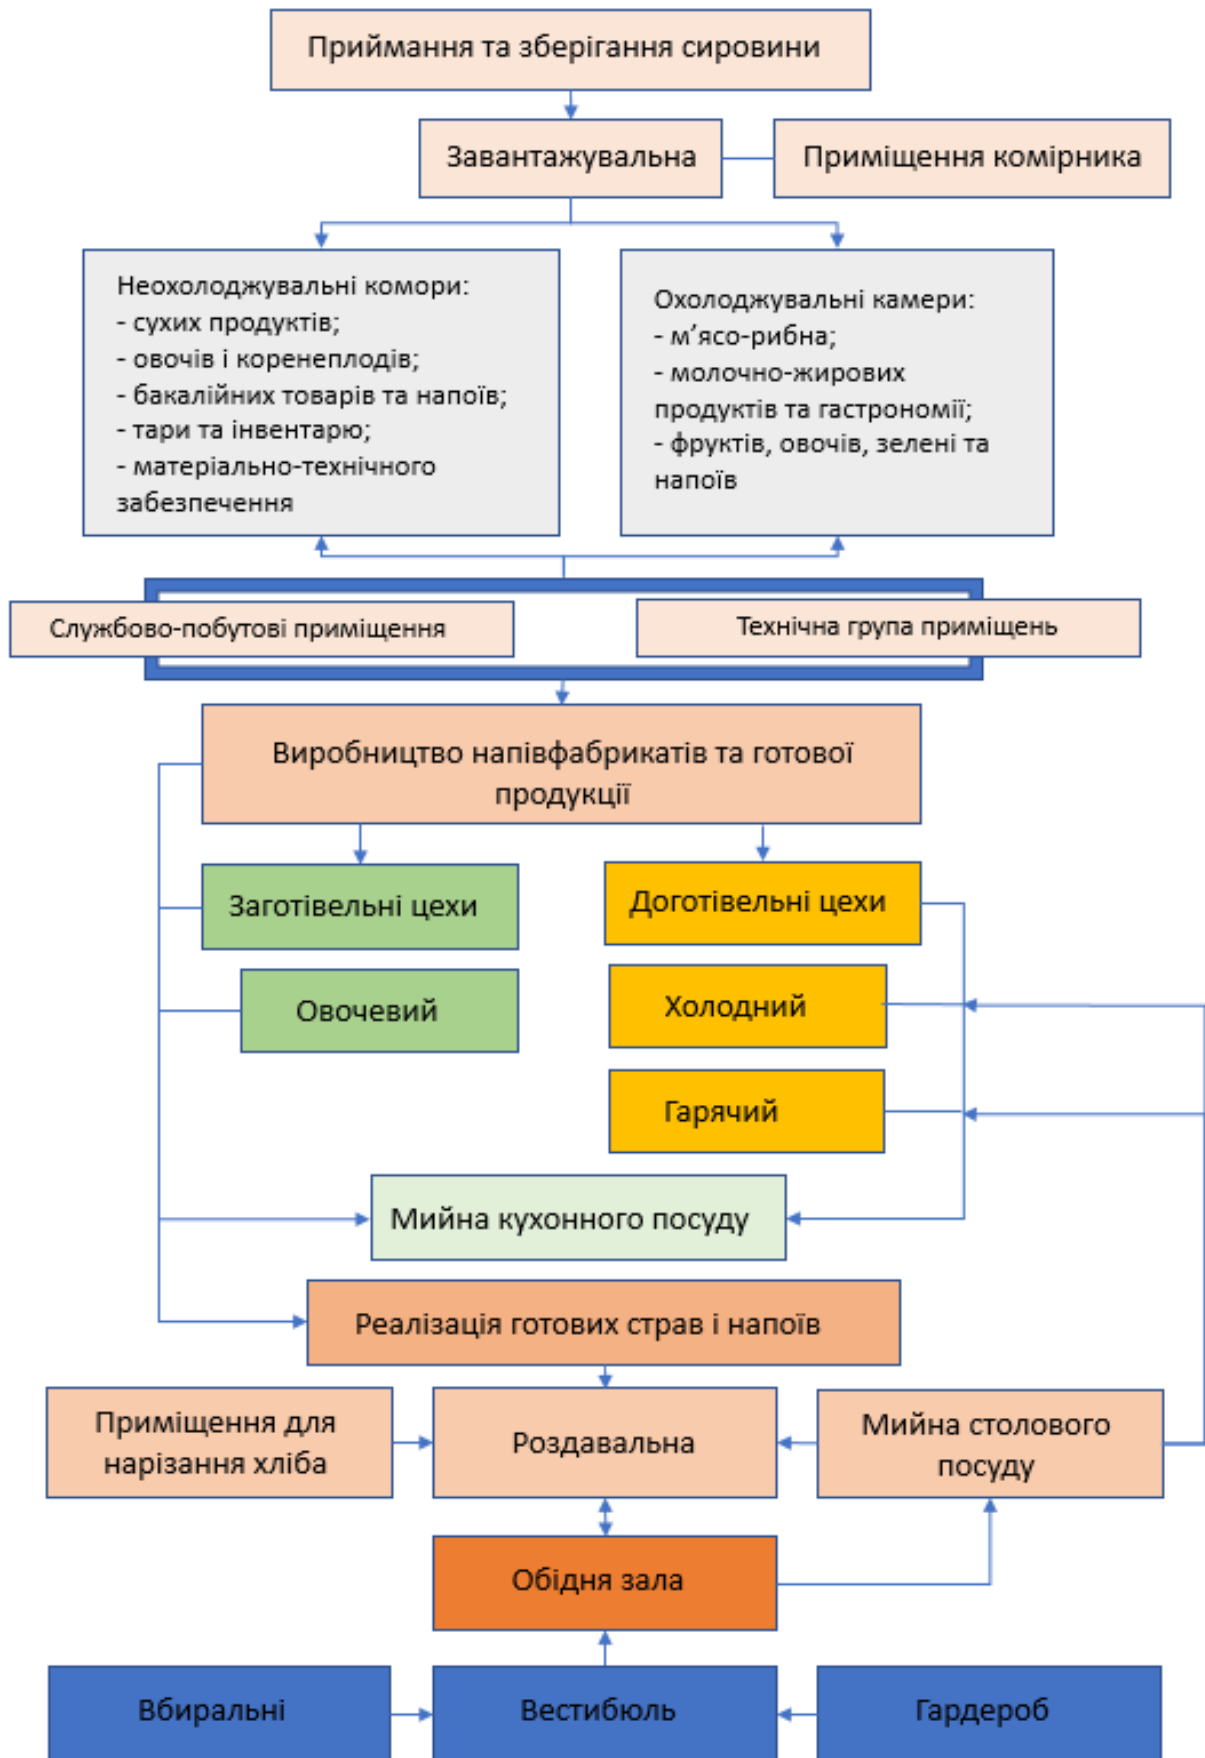 Приймання та зберігання сировини
Завантажувальна
Приміщення комірника
Неохолоджувальні комори:
- сухих продуктів;
- овочів і коренеплодів;
- бакалійних товарів та напоїв;
- тари та інвентарю;
- матеріально-технічного
забезпечення
Охолоджувальні камери:
- м’ясо-рибна;
- молочно-жирових
продуктів та гастрономії;
- фруктів, овочів, зелені та
напоїв
Службово-побутові приміщення
Технічна група приміщень
Виробництво напівфабрикатів та готової
продукції
Заготівельні цехи
Доготівельні цехи
Овочевий
Холодний
Гарячий
Мийна кухонного посуду
Реалізація готових страв і напоїв
Приміщення для
нарізання хліба
Роздавальна
Мийна столового
посуду
Обідня зала
Вбиральні
Вестибюль
Гардероб